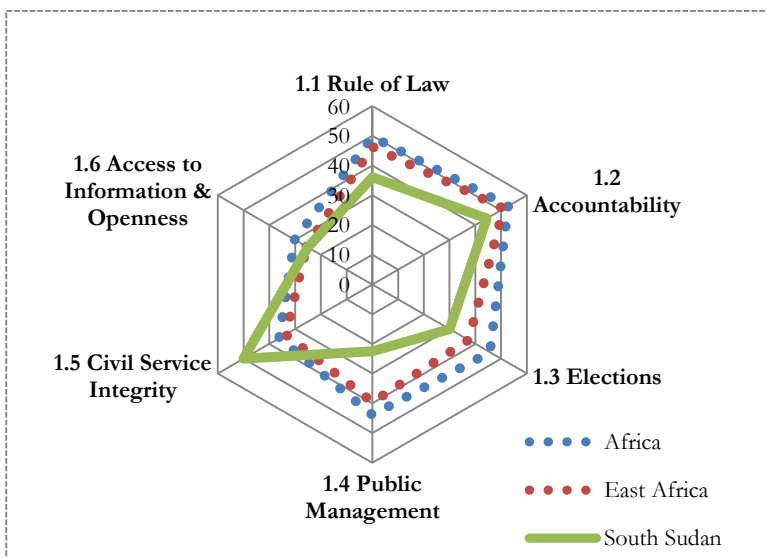 1.1 Rule of Law
60
50
40
30
20
10
0
1.2
Accountability
1.3 Elections
1.4 Public
Management
1.5 Civil Service
Integrity
1.6 Access to
Information &
Openness
Africa
East Africa
South Sudan